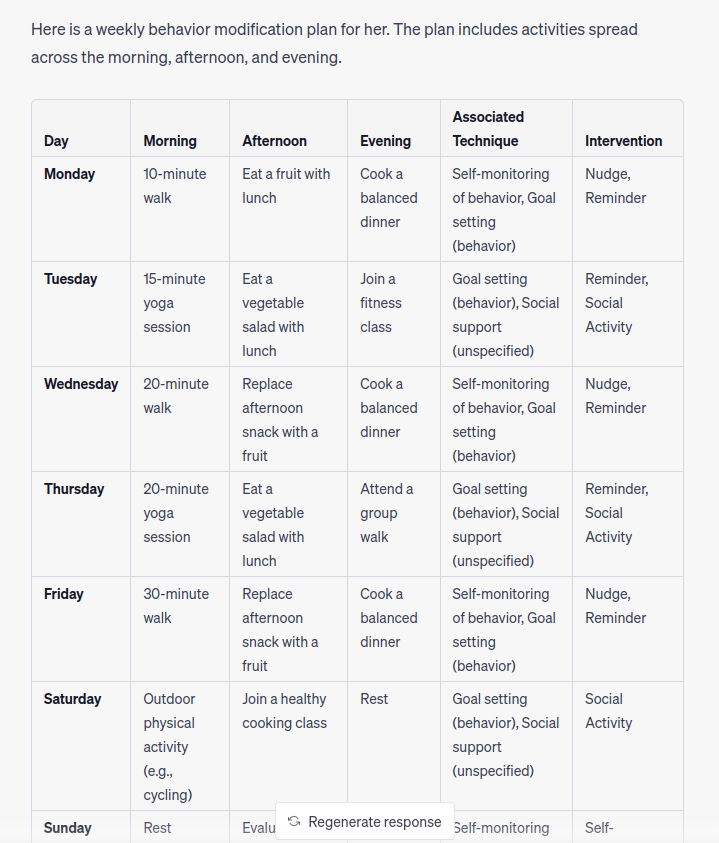 Here is a weekly behavior modification plan for her. The plan includes activities spread
across the morning, afternoon, and evening.
Day Morning Afternoon Evening Associated Technique Intervention
Monday 10-minute walk Eat a fruit with lunch Cook a balanced dinner Self-monitoring of behavior, Goal setting (behavior) Nudge, Reminder
Tuesday 15-minute yoga session Eat a vegetable salad with lunch Join a fitness class Goal setting (behavior), Social support (unspecified) Reminder, Social Activity
Wednesday 20-minute walk Replace afternoon snack with a fruit Cook a balanced dinner Self-monitoring of behavior, Goal setting (behavior) Nudge, Reminder
Thursday 20-minute yoga session Eat a vegetable salad with lunch Attend a group walk Goal setting (behavior), Social support (unspecified) Reminder, Social Activity
Friday 30-minute walk Replace afternoon snack with a fruit Cook a balanced dinner Self-monitoring of behavior, Goal setting (behavior) Nudge, Reminder
Saturday Outdoor physical activity (e.g., cycling) Join a healthy cooking class Rest Goal setting (behavior), Social support (unspecified) Social Activity
Sunday Rest Self-monitoring Self-
Regenerate response